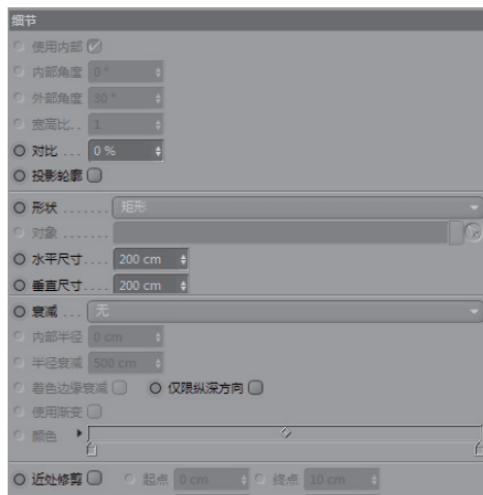 细节
使用内部
内部角度 0°
外部角度 30°
宽高比.. 1
对比.... 0 %
投影轮廓
形状....... 矩形
对象.......
水平尺寸.... 200 cm
垂直尺寸.... 200 cm
衰减.... 无
内部半径 0 cm
半径衰减 500 cm
着色边缘衰减 仅限纵深方向
使用渐变
颜色
近处修剪 起点 0 cm 终点 10 cm